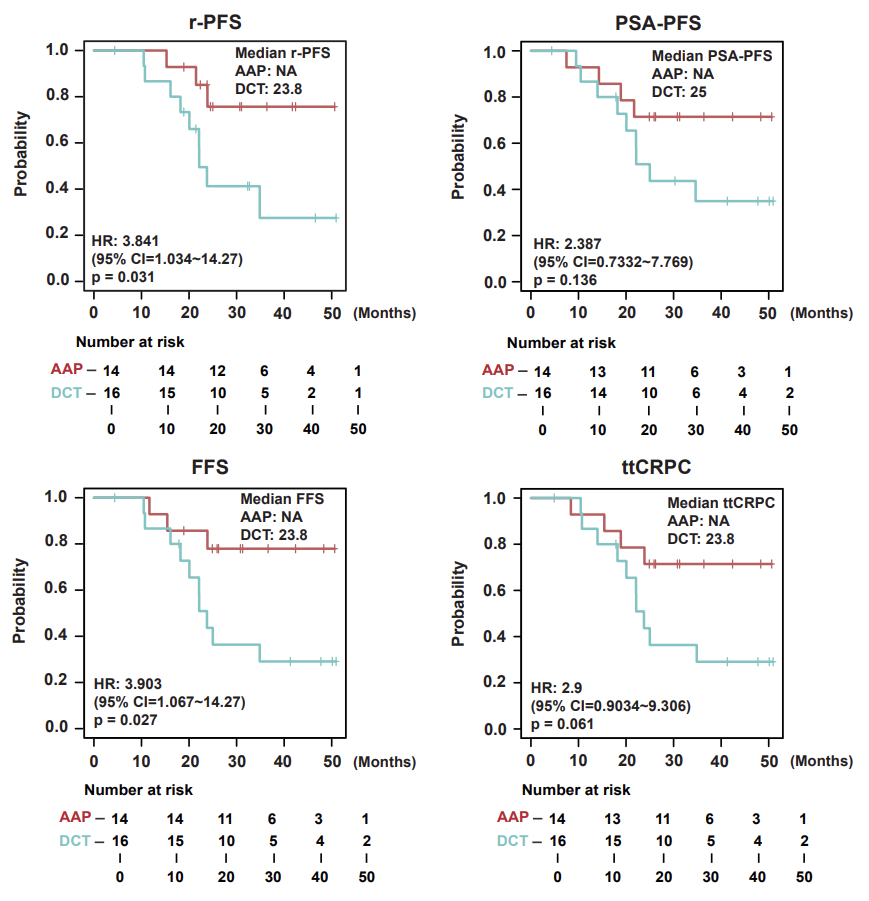 r-PFS
Median r-PFS
AAP: NA
DCT: 23.8
Probability
1.0
0.8
0.6
0.4
0.2
0.0
HR: 3.841
(95% CI=1.034~14.27)
p = 0.031
0 10 20 30 40 50 (Months)
Number at risk
AAP – 14 14 12 6 4 1
DCT – 16 15 10 5 2 1
0 10 20 30 40 50
PSA-PFS
Median PSA-PFS
AAP: NA
DCT: 25
Probability
1.0
0.8
0.6
0.4
0.2
0.0
HR: 2.387
(95% CI=0.7332~7.769)
p = 0.136
0 10 20 30 40 50 (Months)
Number at risk
AAP – 14 13 11 6 3 1
DCT – 16 14 10 6 4 2
0 10 20 30 40 50
FFS
Median FFS
AAP: NA
DCT: 23.8
Probability
1.0
0.8
0.6
0.4
0.2
0.0
HR: 3.903
(95% CI=1.067~14.27)
p = 0.027
0 10 20 30 40 50 (Months)
Number at risk
AAP – 14 14 11 6 3 1
DCT – 16 15 10 5 4 2
0 10 20 30 40 50
ttCRPC
Median ttCRPC
AAP: NA
DCT: 23.8
Probability
1.0
0.8
0.6
0.4
0.2
0.0
HR: 2.9
(95% CI=0.9034~9.306)
p = 0.061
0 10 20 30 40 50 (Months)
Number at risk
AAP – 14 13 11 6 3 1
DCT – 16 15 10 5 4 2
0 10 20 30 40 50